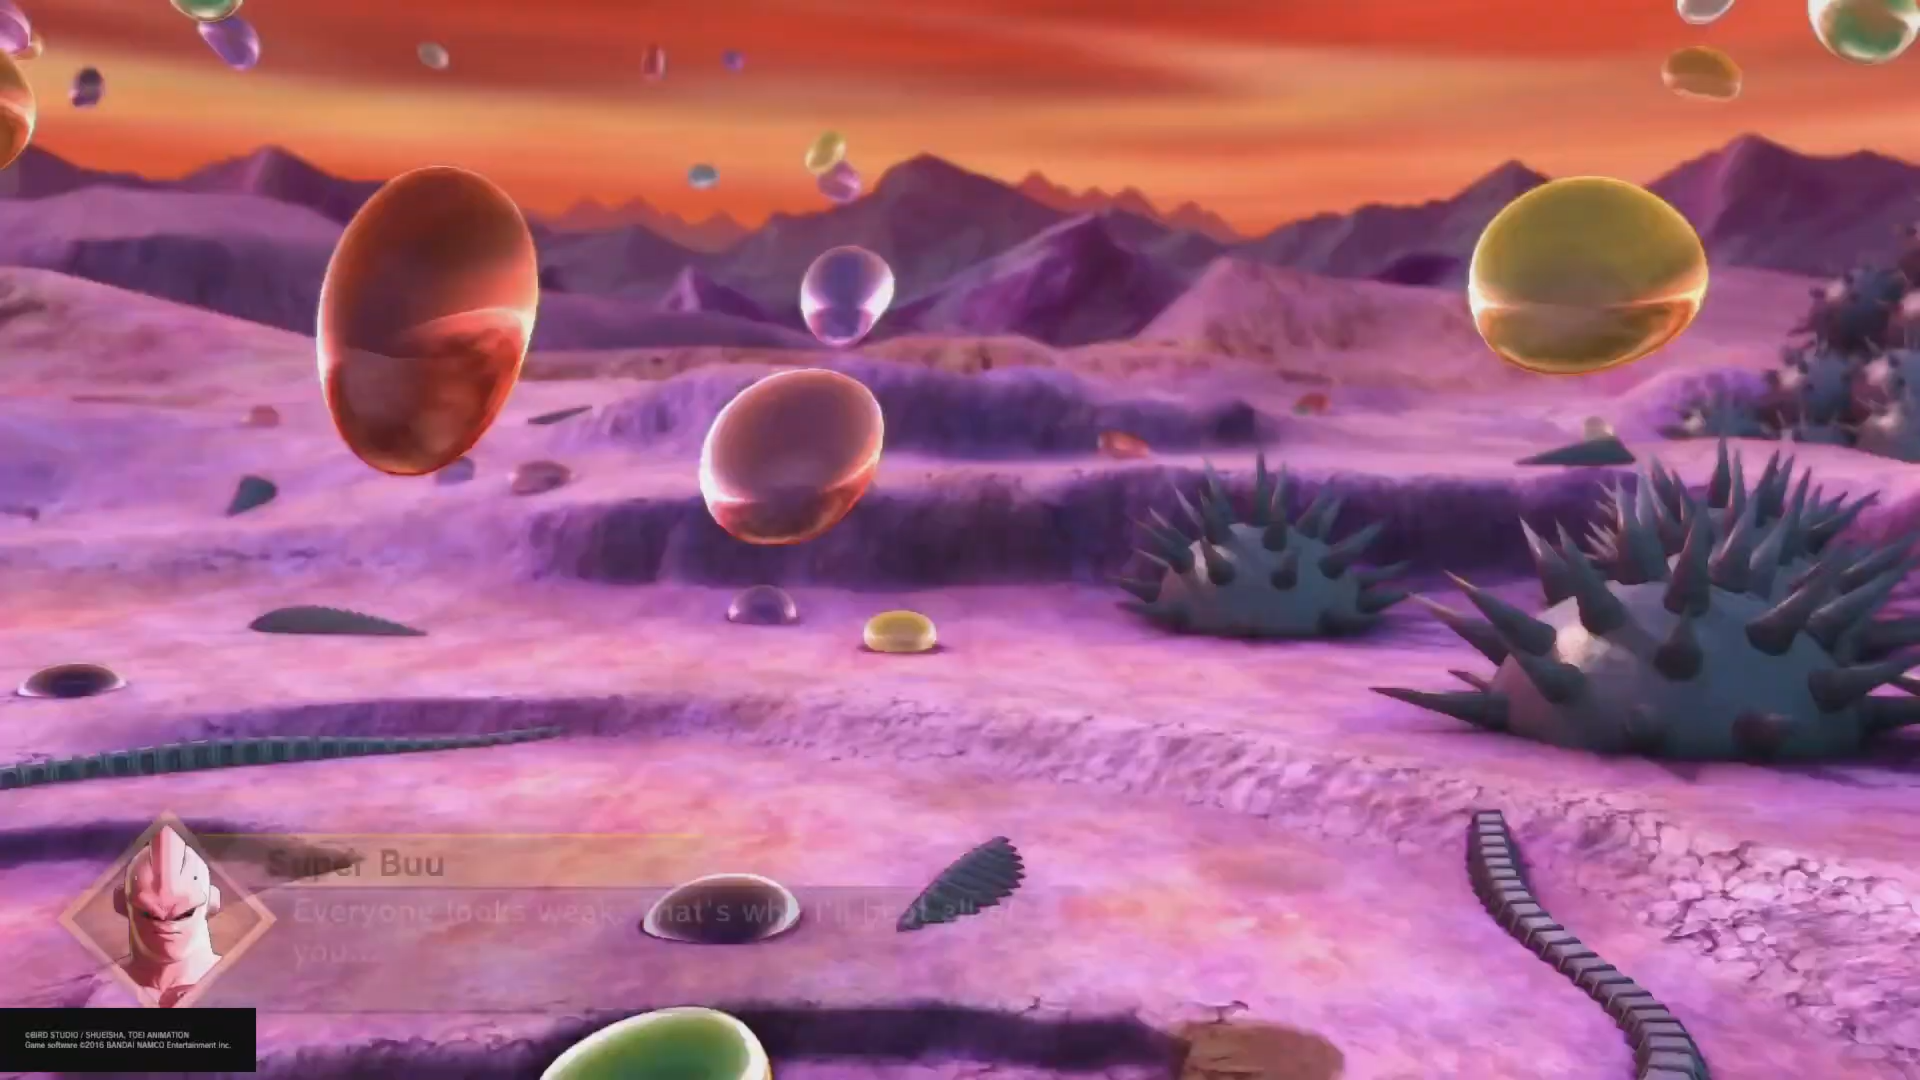 Super Buu
Everyone looks weak. That's why I'll beat all of
you...
©BIRD STUDIO / SHUEISHA, TOEI ANIMATION
Game software ©2016 BANDAI NAMCO Entertainment Inc.